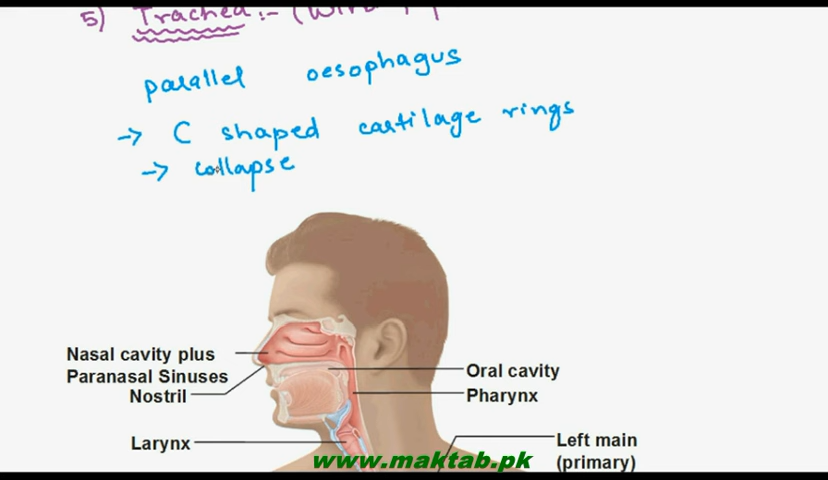 5) Trachea :- (Wind
parallel oesophagus
→ C shaped cartilage rings
→ collapse
Nasal cavity plus
Paranasal Sinuses
Nostril
Oral cavity
Pharynx
Larynx
Left main
(primary)
www.maktab.pk